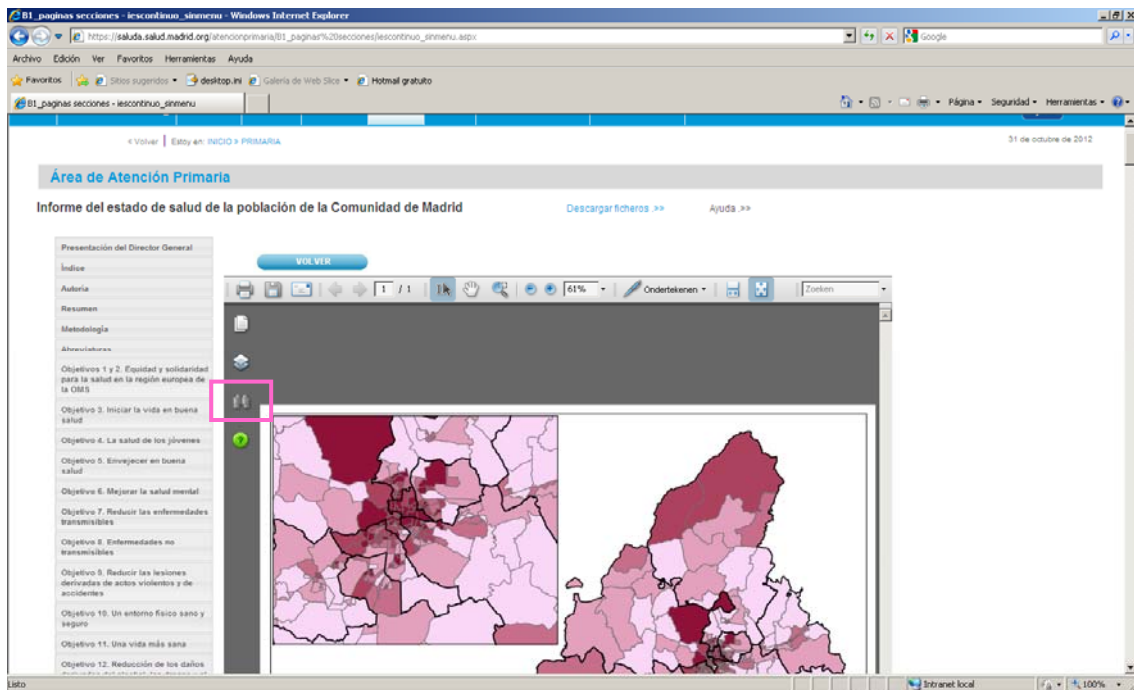 B1_paginas secciones - iescontinuo_sinmenu - Windows Internet Explorer
https://saluda.salud.madrid.org/atencionprimaria/B1_paginas%20secciones/iescontinuo_sinmenu.aspx
Google
Archivo Edición Ver Favoritos Herramientas Ayuda
Favoritos Sitios sugeridos desktop.ini Galería de Web Slice Hotmail gratuito
B1_paginas secciones - iescontinuo_sinmenu
Página Seguridad Herramientas
< Volver Estoy en: INICIO > PRIMARIA
31 de octubre de 2012
Área de Atención Primaria
Informe del estado de salud de la población de la Comunidad de Madrid
Descargar ficheros .>> Ayuda .>>
Presentación del Director General
Índice
Autoría
Resumen
Metodología
Abreviaturas
Objetivos 1 y 2. Equidad y solidaridad
para la salud en la región europea de
la OMS
Objetivo 3. Iniciar la vida en buena
salud
Objetivo 4. La salud de los jóvenes
Objetivo 5. Envejecer en buena
salud
Objetivo 6. Mejorar la salud mental
Objetivo 7. Reducir las enfermedades
transmisibles
Objetivo 8. Enfermedades no
transmisibles
Objetivo 9. Reducir las lesiones
derivadas de actos violentos y de
accidentes
Objetivo 10. Un entorno físico sano y
seguro
Objetivo 11. Una vida más sana
Objetivo 12. Reducción de los daños
VOLVER
1 / 1 61% Ondertekenen Zoeken
Listo
Intranet local
100%